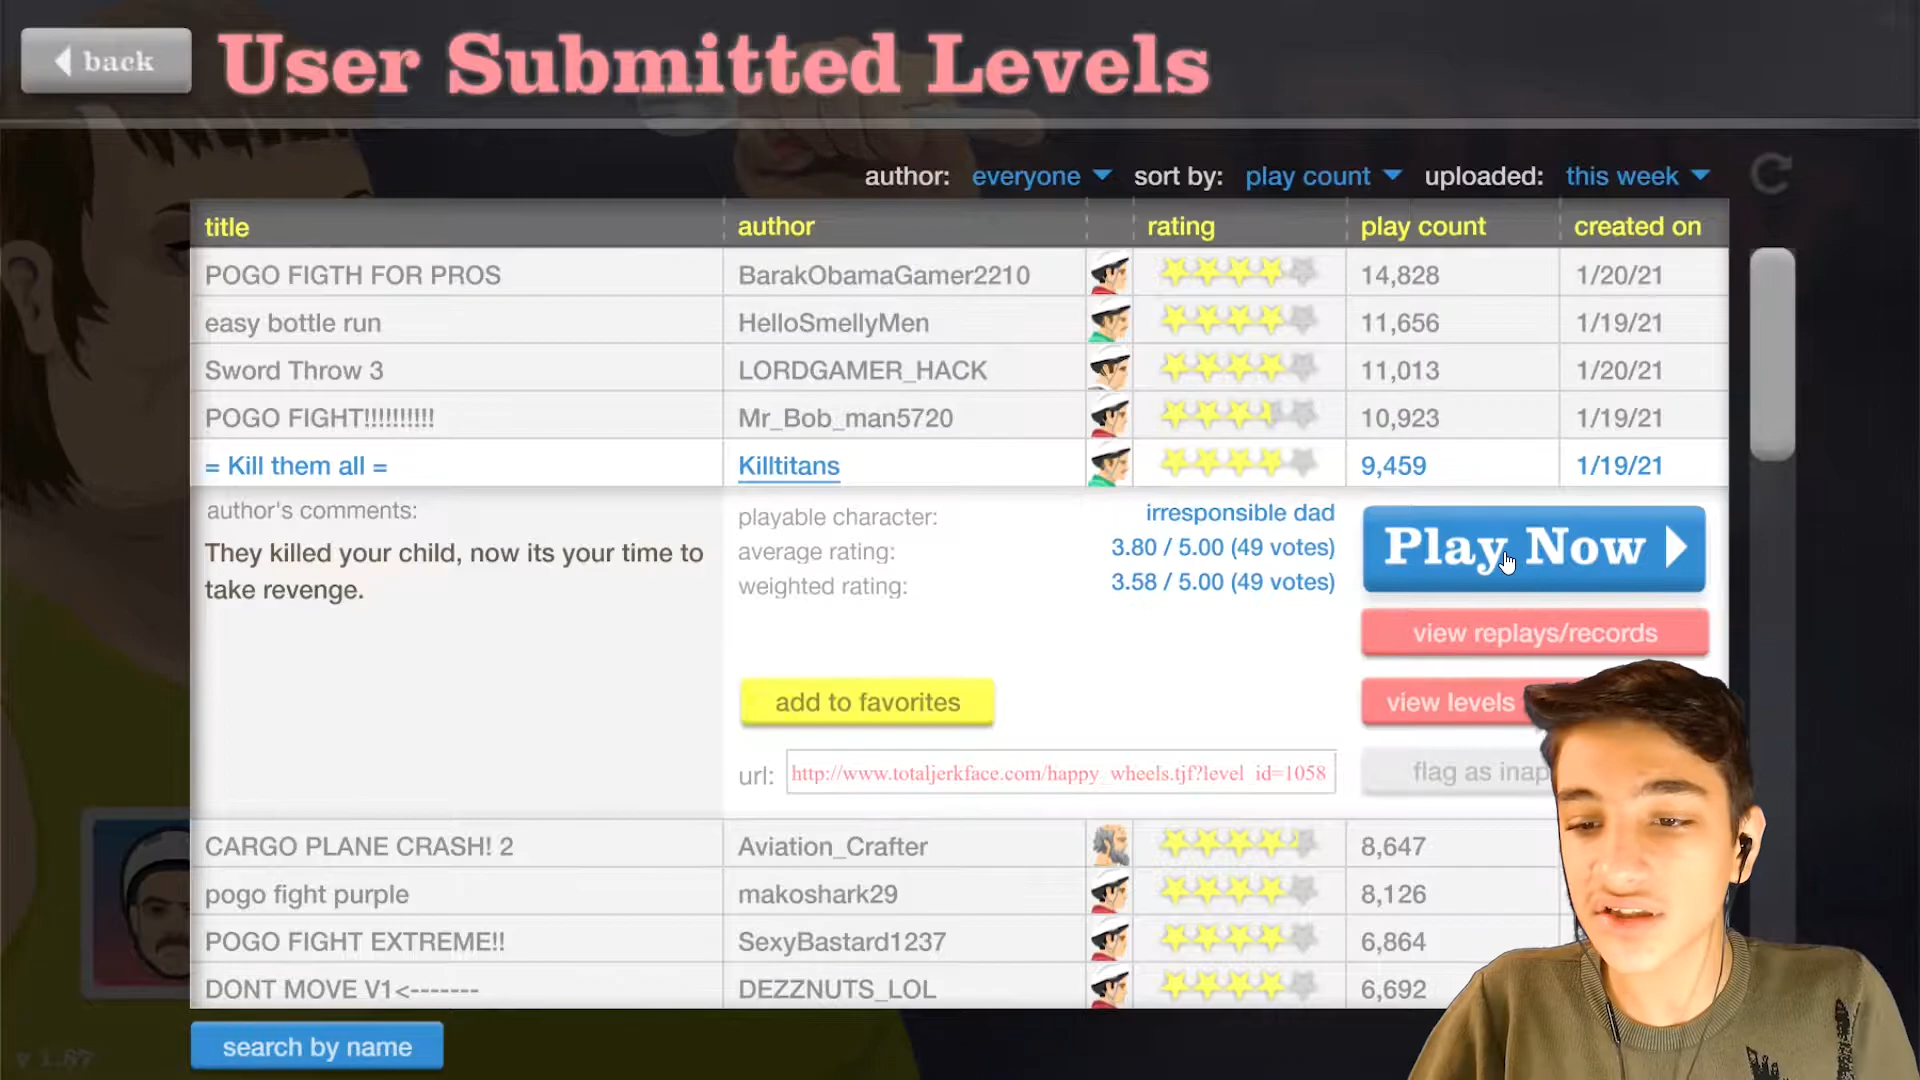 back
User Submitted Levels
author: everyone sort by: play count uploaded: this week
title author rating play count created on
POGO FIGTH FOR PROS BarakObamaGamer2210 14,828 1/20/21
easy bottle run HelloSmellyMen 11,656 1/19/21
Sword Throw 3 LORDGAMER_HACK 11,013 1/20/21
POGO FIGHT!!!!!!!!!! Mr_Bob_man5720 10,923 1/19/21
= Kill them all = Killtitans 9,459 1/19/21
author's comments:
They killed your child, now its your time to
take revenge.
playable character: irresponsible dad
average rating: 3.80 / 5.00 (49 votes)
weighted rating: 3.58 / 5.00 (49 votes)
Play Now
view replays/records
add to favorites
view levels
url: http://www.totaljerkface.com/happy_wheels.tjf?level_id=1058
flag as inap
CARGO PLANE CRASH! 2 Aviation_Crafter 8,647
pogo fight purple makoshark29 8,126
POGO FIGHT EXTREME!! SexyBastard1237 6,864
DONT MOVE V1<------- DEZZNUTS_LOL 6,692
search by name
v 1.87